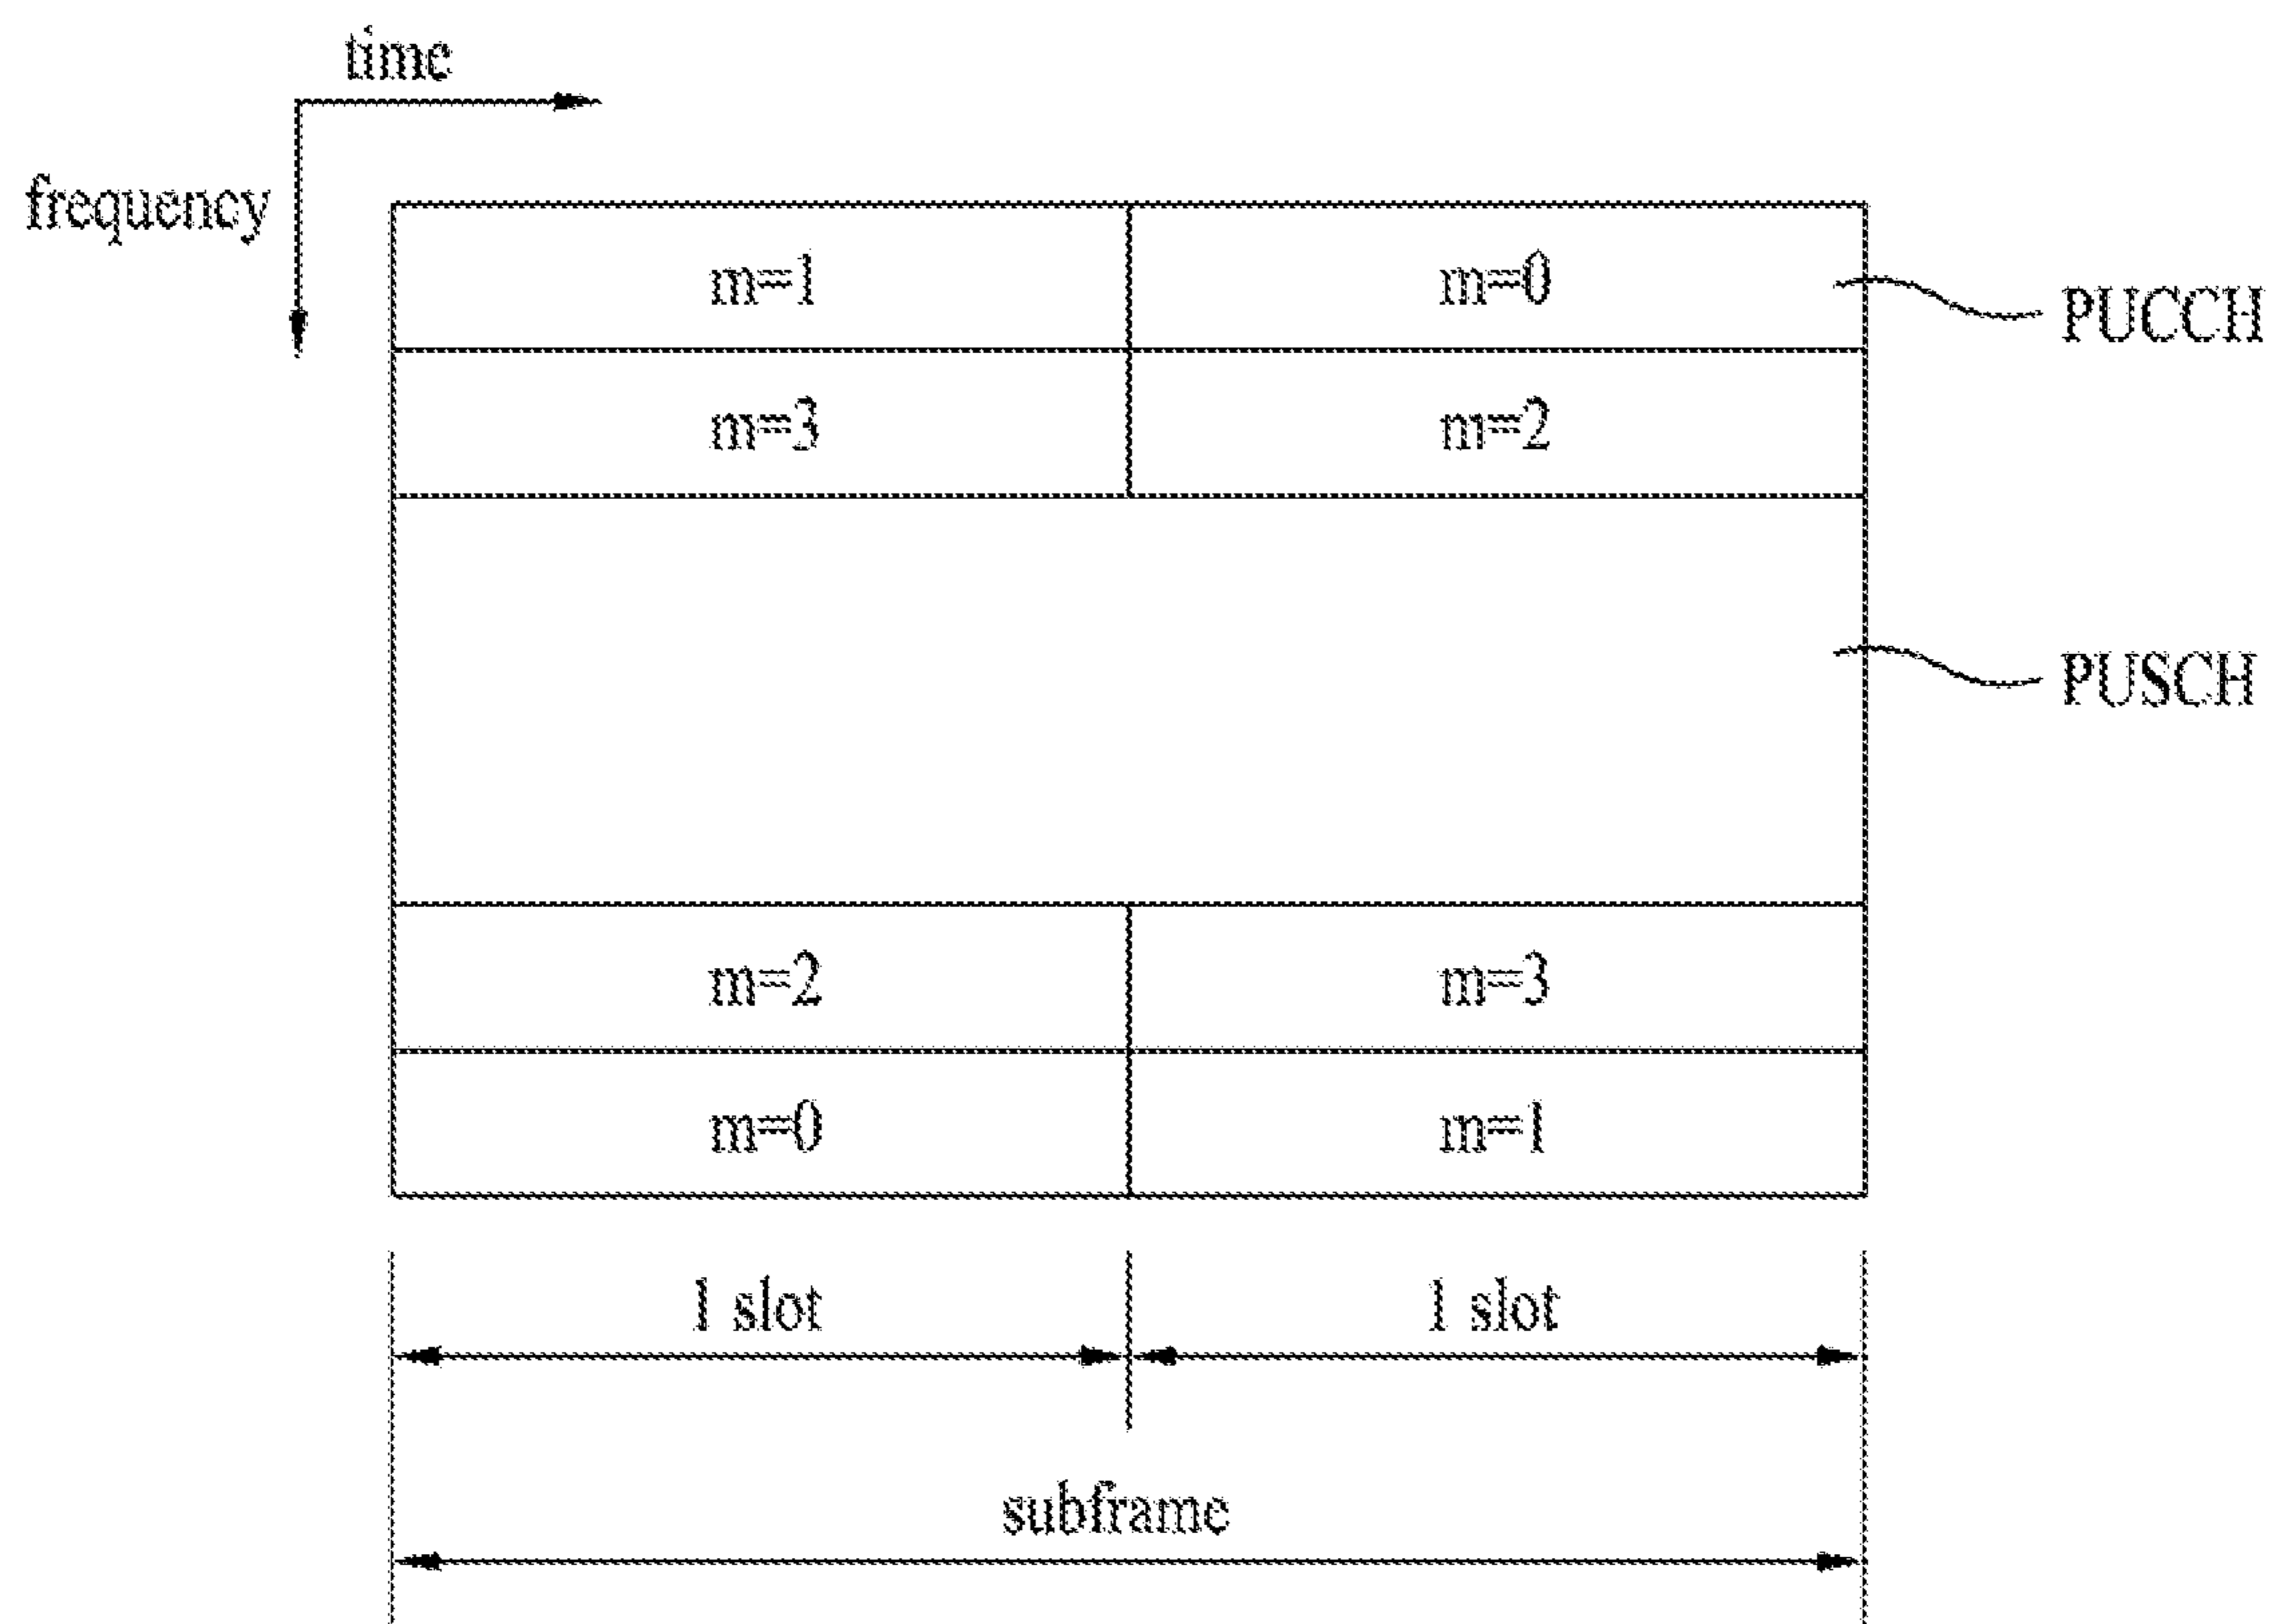 time
frequency
m=1 m=0
PUCCH
m=3 m=2
PUSCH
m=2 m=3
m=0 m=1
1 slot 1 slot
subframe